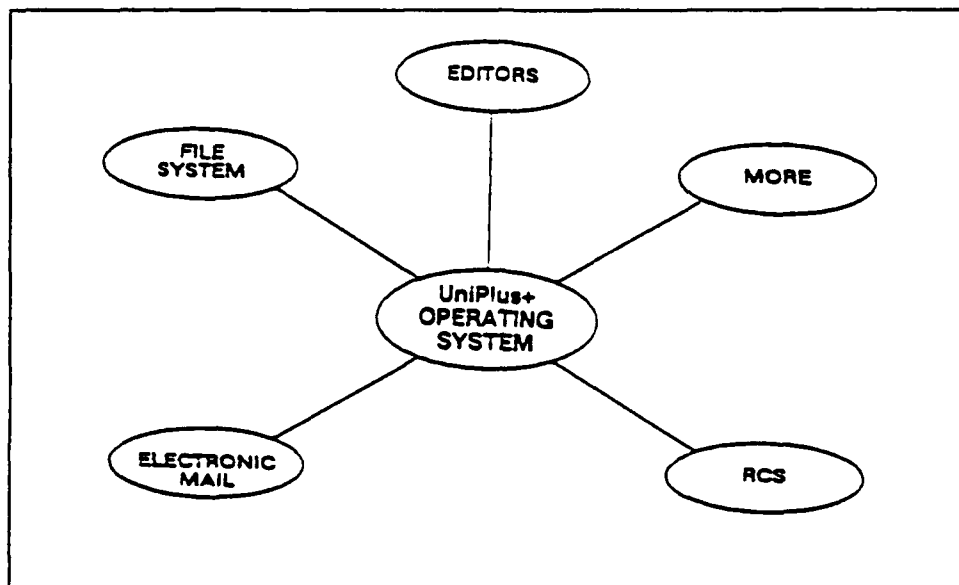 EDITORS
FILE
SYSTEM
MORE
UniPlus+
OPERATING
SYSTEM
ELECTRONIC
MAIL
RCS